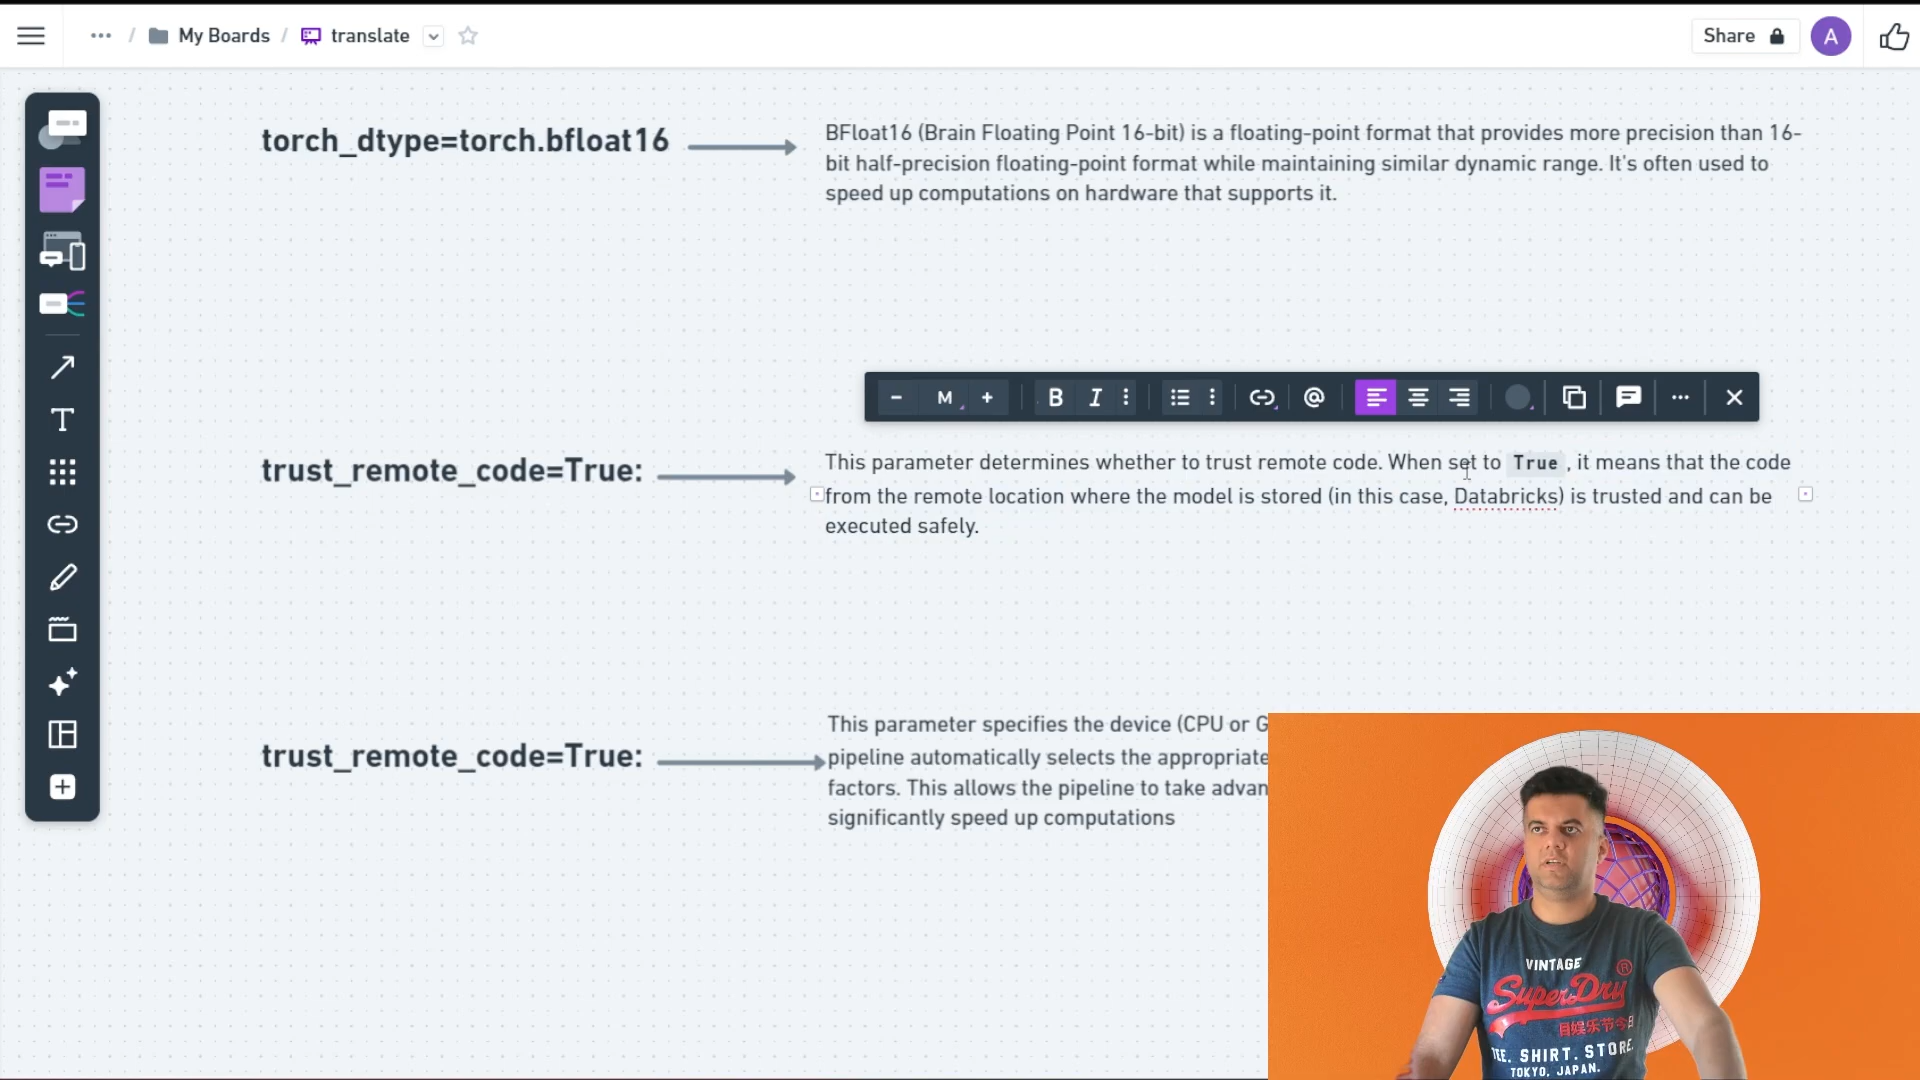 My Boards / translate
Share
A
torch_dtype=torch.bfloat16
BFloat16 (Brain Floating Point 16-bit) is a floating-point format that provides more precision than 16-
bit half-precision floating-point format while maintaining similar dynamic range. It's often used to
speed up computations on hardware that supports it.
M
B
I
@
trust_remote_code=True:
This parameter determines whether to trust remote code. When set to True, it means that the code
from the remote location where the model is stored (in this case, Databricks) is trusted and can be
executed safely.
trust_remote_code=True:
This parameter specifies the device (CPU or G
pipeline automatically selects the appropriate
factors. This allows the pipeline to take advan
significantly speed up computations
T
VINTAGE
SuperDry
TEE. SHIRT. STORE.
TOKYO. JAPAN.